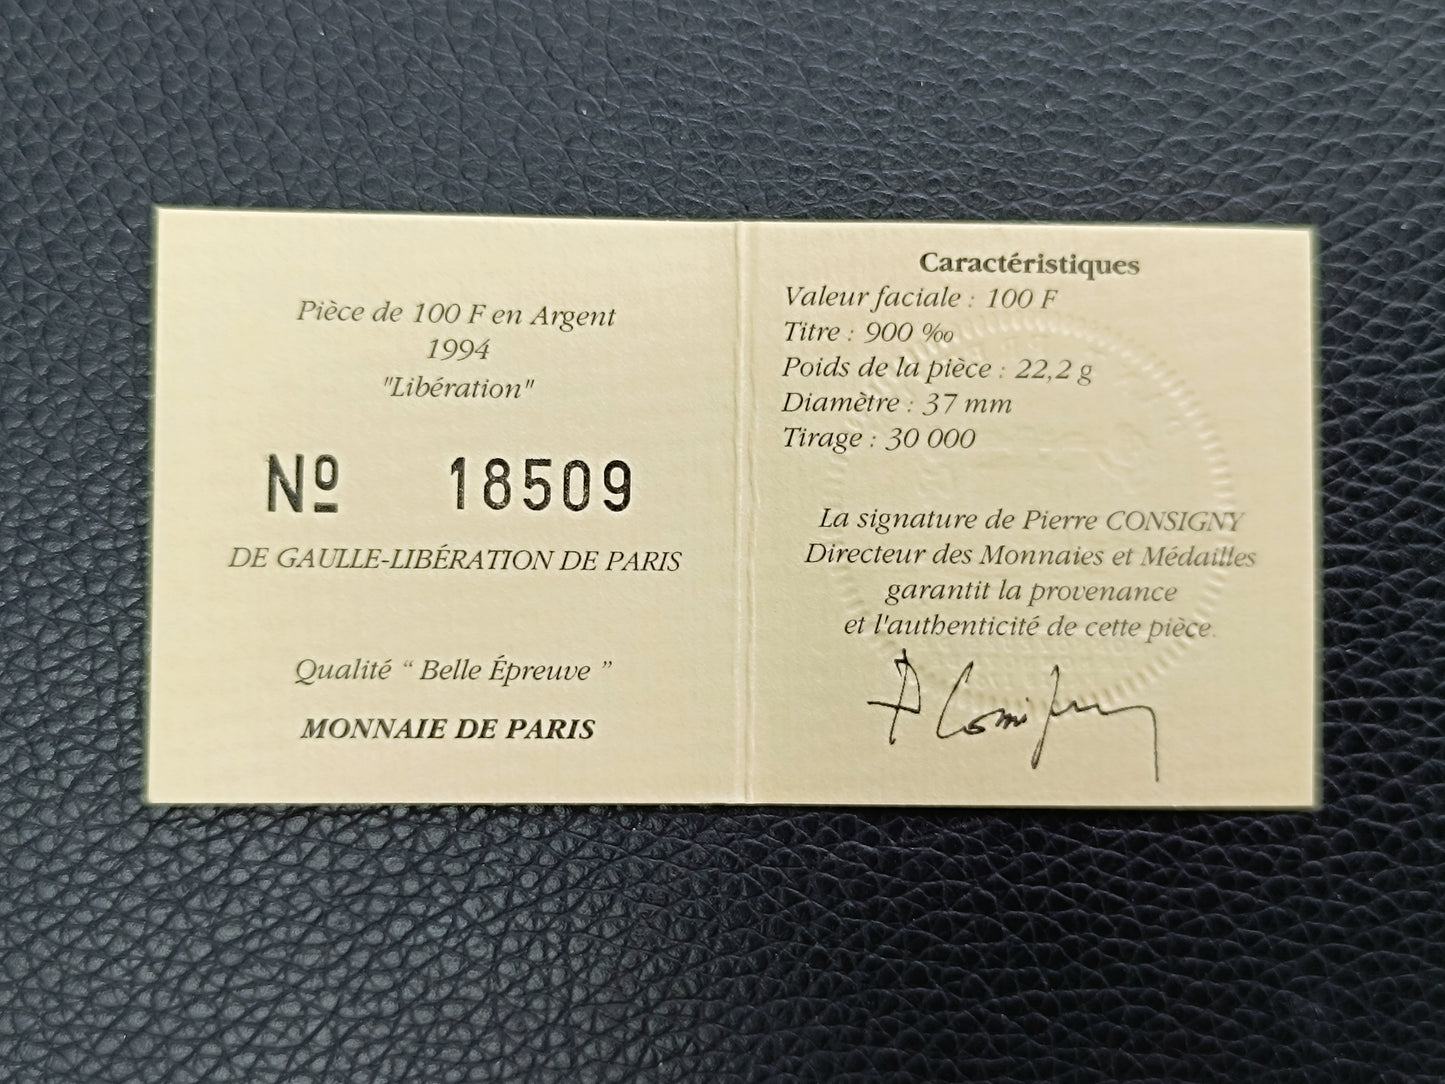 Pièce de 100 F en Argent
1994
"Libération"
Nº 18509
DE GAULLE-LIBÉRATION DE PARIS
Qualité “ Belle Épreuve ”
MONNAIE DE PARIS
Caractéristiques
Valeur faciale : 100 F
Titre : 900 ‰
Poids de la pièce : 22,2 g
Diamètre : 37 mm
Tirage : 30 000
La signature de Pierre CONSIGNY
Directeur des Monnaies et Médailles
garantit la provenance
et l'authenticité de cette pièce.
P Consigny